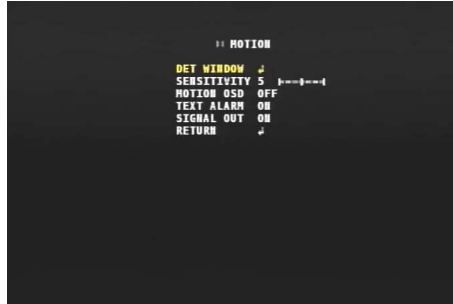 MOTION
DET WINDOW ↲
SENSITIVITY 5
MOTION OSD OFF
TEXT ALARM ON
SIGNAL OUT ON
RETURN ↲